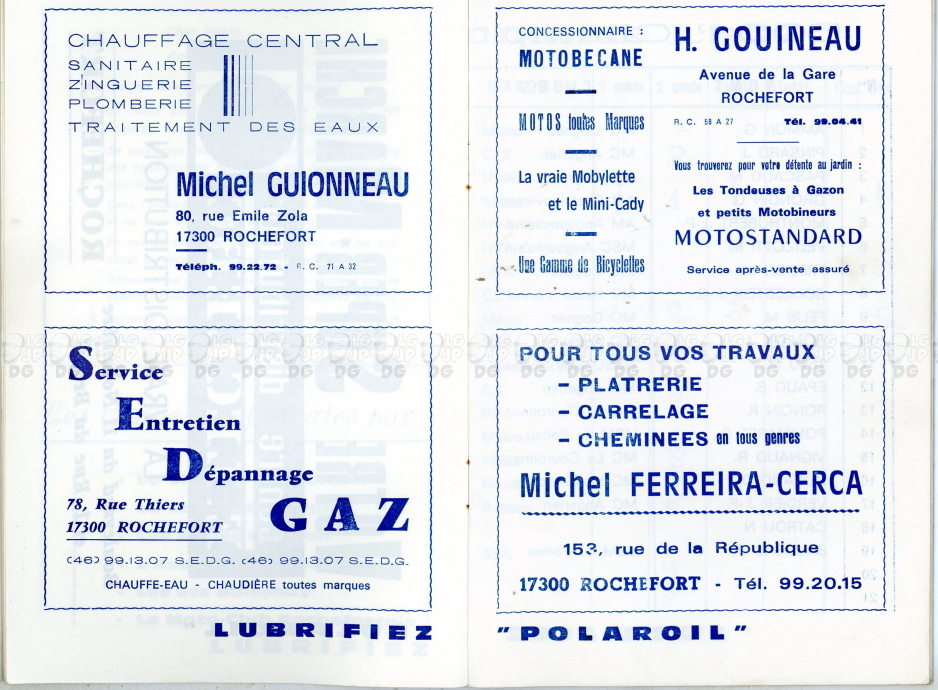 CHAUFFAGE CENTRAL
SANITAIRE
ZINGUERIE
PLOMBERIE
TRAITEMENT DES EAUX
Michel GUIONNEAU
80, rue Emile Zola
17300 ROCHEFORT
Téléph. 99.22.72 - R. C. 71 A 32
Service
Entretien
Dépannage
GAZ
78, Rue Thiers
17300 ROCHEFORT
(46) 99.13.07 S.E.D.G. (46) 99.13.07 S.E.D.G.
CHAUFFE-EAU - CHAUDIÈRE toutes marques
LUBRIFIEZ
CONCESSIONNAIRE :
MOTOBECANE
MOTOS toutes Marques
La vraie Mobylette
et le Mini-Cady
Une Gamme de Bicyclettes
H. GOUINEAU
Avenue de la Gare
ROCHEFORT
R. C. 58 A 27 Tél. 99.04.41
Vous trouverez pour votre détente au jardin :
Les Tondeuses à Gazon
et petits Motobineurs
MOTOSTANDARD
Service après-vente assuré
POUR TOUS VOS TRAVAUX
- PLATRERIE
- CARRELAGE
- CHEMINEES en tous genres
Michel FERREIRA-CERCA
153, rue de la République
17300 ROCHEFORT - Tél. 99.20.15
"POLAROIL"